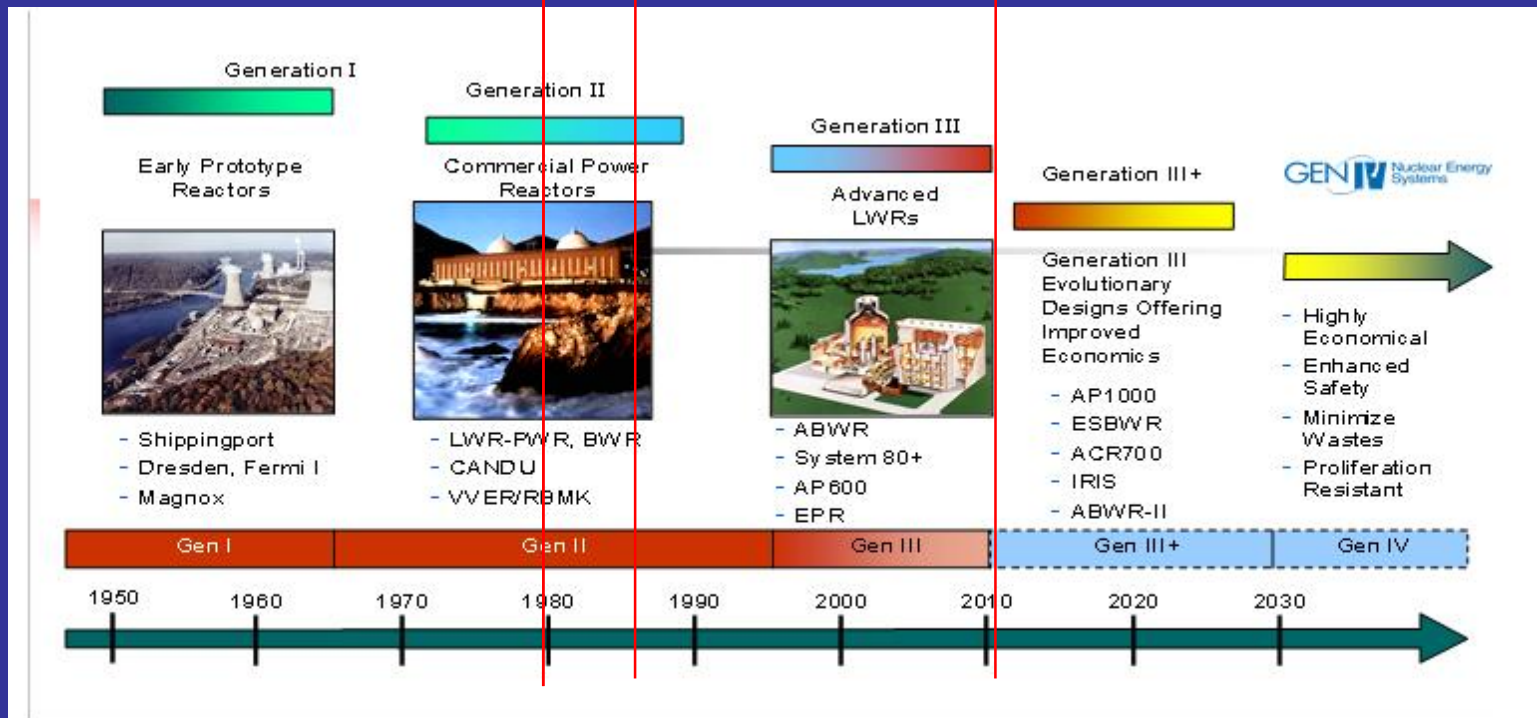 Generation I
Early Prototype
Reactors
- Shippingport
- Dresden, Fermi I
- Magnox
Generation II
Commercial Power
Reactors
- LWR-PWR, BWR
- CANDU
- VVER/RBMK
Generation III
Advanced
LWRs
- ABWR
- System 80+
- AP600
- EPR
Generation III+
Generation III
Evolutionary
Designs Offering
Improved
Economics
- AP1000
- ESBWR
- ACR700
- IRIS
- ABWR-II
GEN IV Nuclear Energy
Systems
- Highly
Economical
- Enhanced
Safety
- Minimize
Wastes
- Proliferation
Resistant
Gen I Gen II Gen III Gen III+ Gen IV
1950 1960 1970 1980 1990 2000 2010 2020 2030